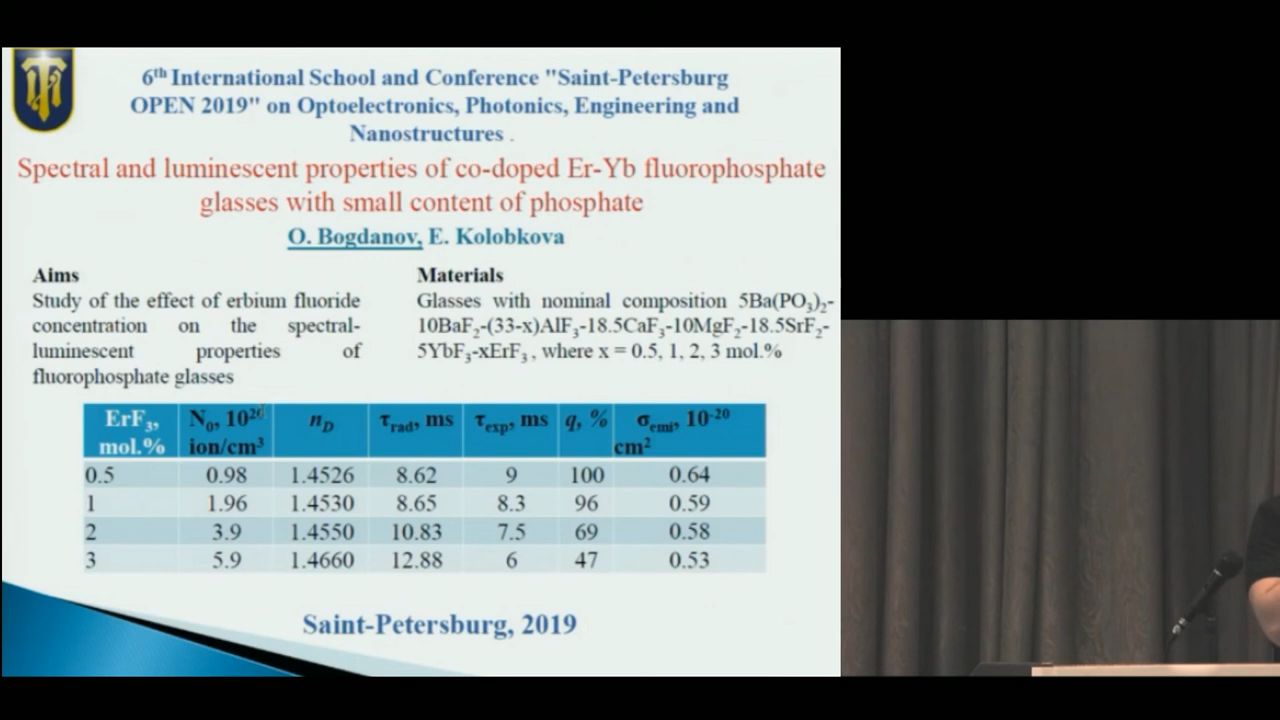 6th International School and Conference "Saint-Petersburg
OPEN 2019" on Optoelectronics, Photonics, Engineering and
Nanostructures .
Spectral and luminescent properties of co-doped Er-Yb fluorophosphate
glasses with small content of phosphate
O. Bogdanov, E. Kolobkova
Aims
Study of the effect of erbium fluoride
concentration on the spectral-
luminescent properties of
fluorophosphate glasses
Materials
Glasses with nominal composition 5Ba(PO3)2-
10BaF2-(33-x)AlF3-18.5CaF3-10MgF2-18.5SrF2-
5YbF3-xErF3 , where x = 0.5, 1, 2, 3 mol.%
ErF3, mol.% N0, 10^20 ion/cm3 nD τrad, ms τexp, ms q, % σemi, 10^-20 cm2
0.5 0.98 1.4526 8.62 9 100 0.64
1 1.96 1.4530 8.65 8.3 96 0.59
2 3.9 1.4550 10.83 7.5 69 0.58
3 5.9 1.4660 12.88 6 47 0.53
Saint-Petersburg, 2019